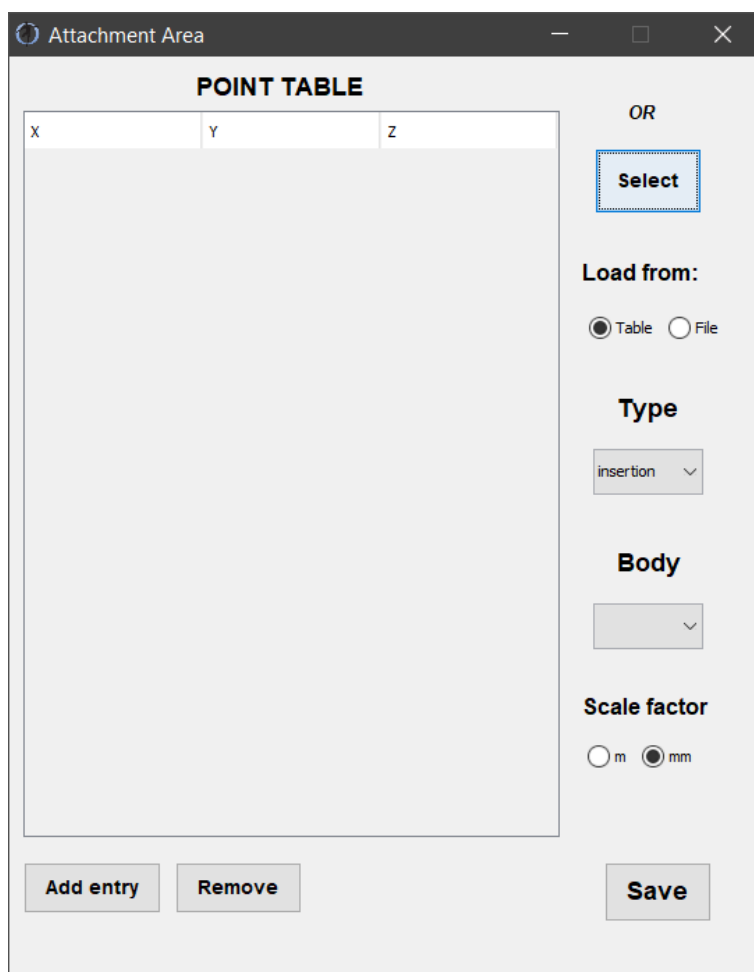 Attachment Area
POINT TABLE
X Y Z
OR
Select
Load from:
Table File
Type
insertion
Body
Scale factor
m mm
Add entry Remove Save